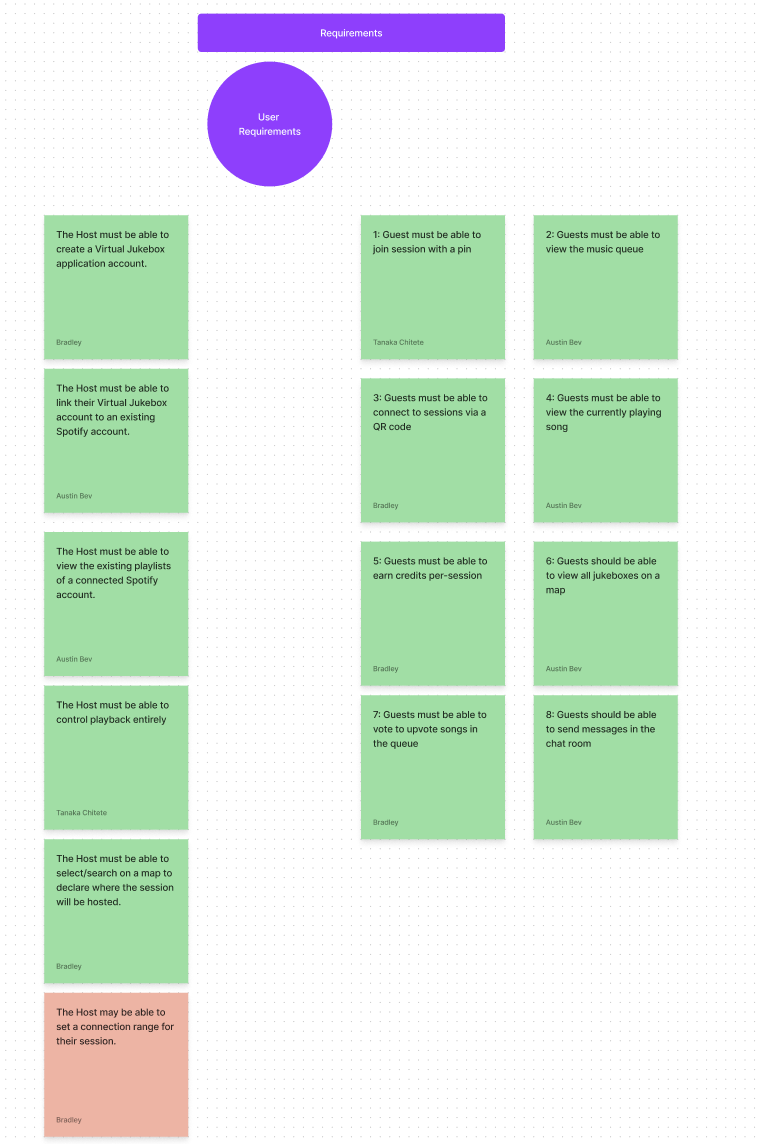 Requirements
User
Requirements
The Host must be able to
create a Virtual Jukebox
application account.
Bradley
The Host must be able to
link their Virtual Jukebox
account to an existing
Spotify account.
Austin Bev
The Host must be able to
view the existing playlists
of a connected Spotify
account.
Austin Bev
The Host must be able to
control playback entirely
Tanaka Chitete
The Host must be able to
select/search on a map to
declare where the session
will be hosted.
Bradley
The Host may be able to
set a connection range for
their session.
Bradley
1: Guest must be able to
join session with a pin
Tanaka Chitete
2: Guests must be able to
view the music queue
Austin Bev
3: Guests must be able to
connect to sessions via a
QR code
Bradley
4: Guests must be able to
view the currently playing
song
Austin Bev
5: Guests must be able to
earn credits per-session
Bradley
6: Guests should be able
to view all jukeboxes on a
map
Austin Bev
7: Guests must be able to
vote to upvote songs in
the queue
Bradley
8: Guests should be able
to send messages in the
chat room
Austin Bev